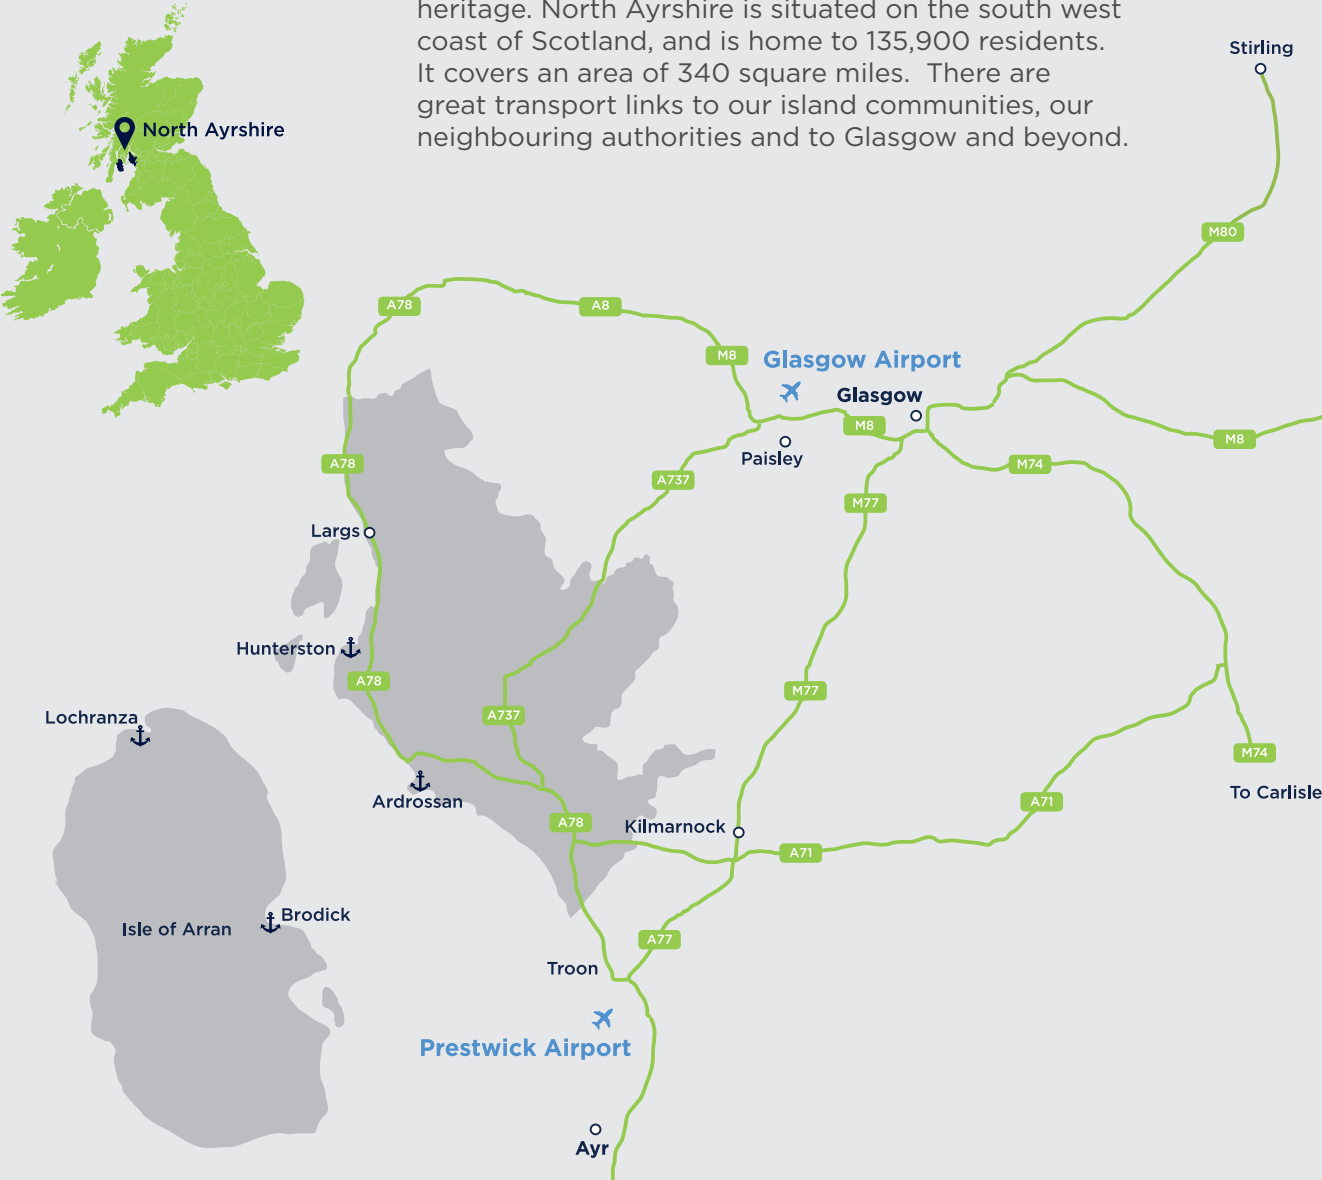 heritage. North Ayrshire is situated on the south west
coast of Scotland, and is home to 135,900 residents.
It covers an area of 340 square miles.  There are
great transport links to our island communities, our
neighbouring authorities and to Glasgow and beyond.
Stirling
North Ayrshire
M80
A78
A8
M8
Glasgow Airport
Glasgow
M8
M8
Paisley
A78
A737
M74
M77
Largs
Hunterston
A78
M77
Lochranza
A737
M74
To Carlisle
Ardrossan
A71
A78
Kilmarnock
A71
Brodick
Isle of Arran
A77
Troon
Prestwick Airport
Ayr